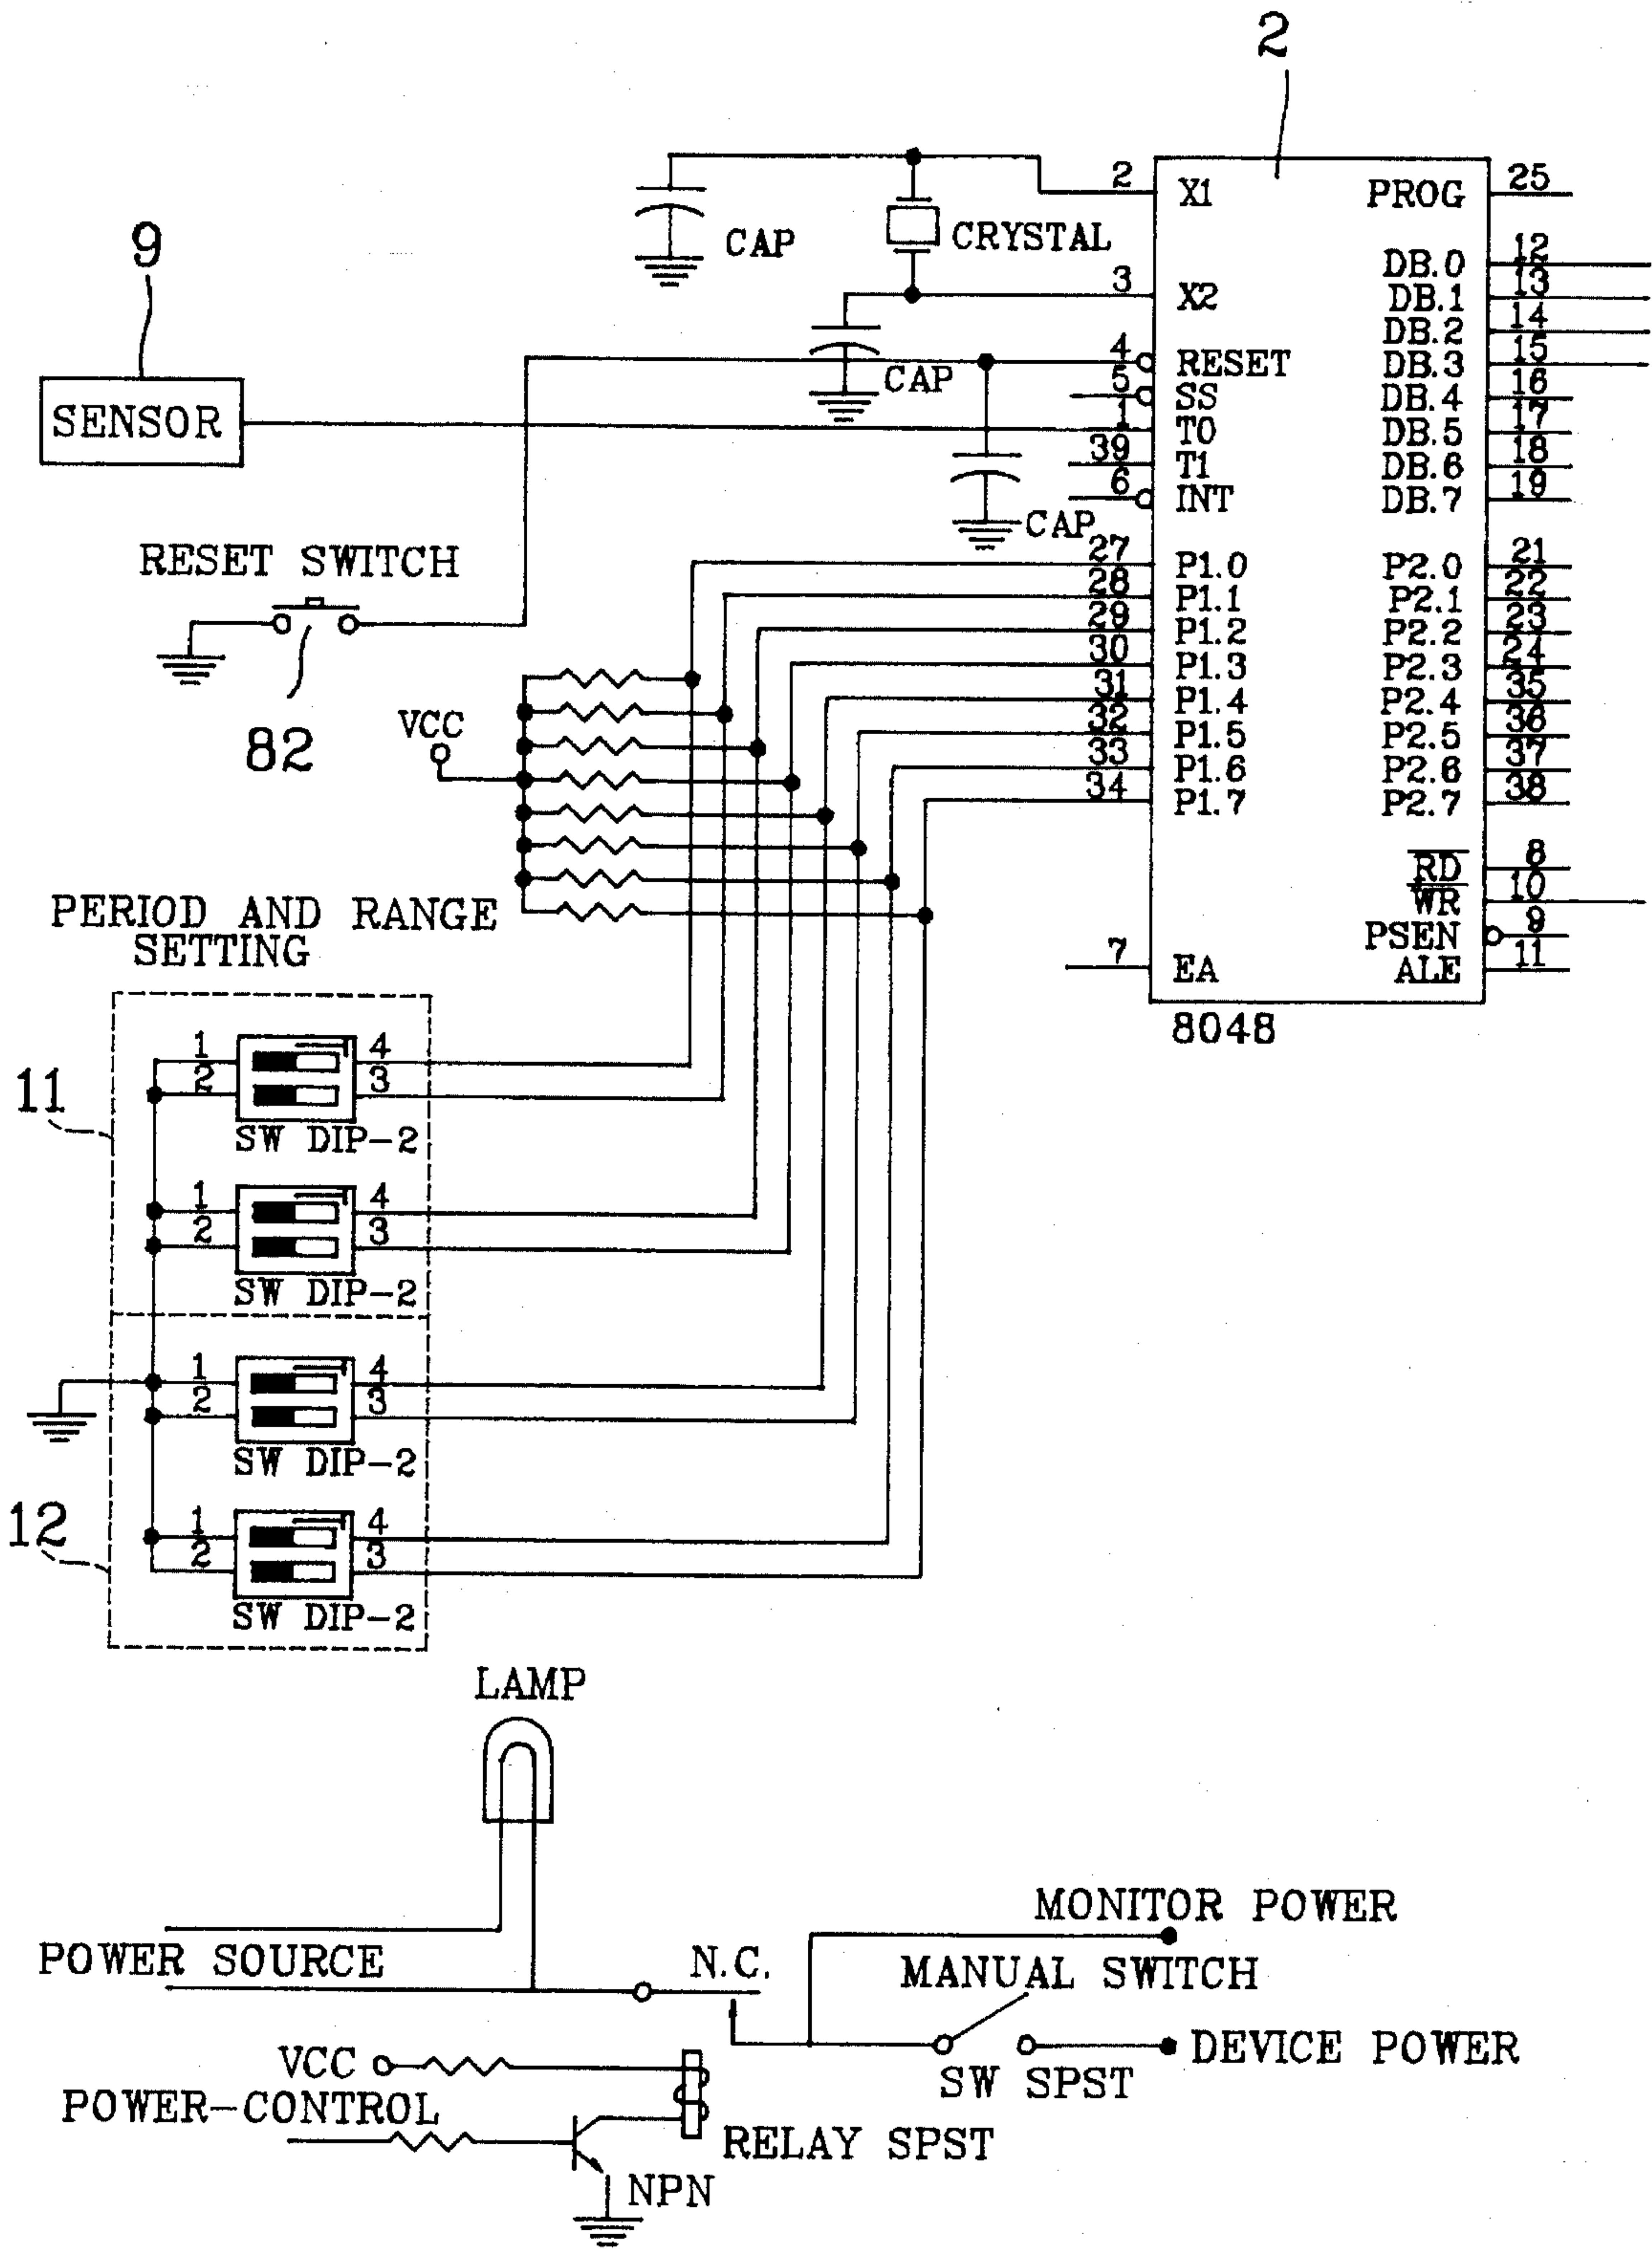 2
2 X1 PROG 25
CAP CRYSTAL
9
DB.0 12
3 X2 DB.1 13
DB.2 14
4 RESET DB.3 15
CAP
5 SS DB.4 16
SENSOR
1 T0 DB.5 17
39 T1 DB.6 18
6 INT DB.7 19
CAP
RESET SWITCH
27 P1.0 P2.0 21
28 P1.1 P2.1 22
29 P1.2 P2.2 23
30 P1.3 P2.3 24
31 P1.4 P2.4 35
32 P1.5 P2.5 36
33 P1.6 P2.6 37
34 P1.7 P2.7 38
VCC
82
RD 8
WR 10
PSEN 9
7 EA ALE 11
8048
PERIOD AND RANGE
SETTING
11
1 4
2 3
SW DIP-2
1 4
2 3
SW DIP-2
1 4
2 3
SW DIP-2
12
1 4
2 3
SW DIP-2
LAMP
MONITOR POWER
POWER SOURCE
N.C.
MANUAL SWITCH
DEVICE POWER
SW SPST
VCC
POWER-CONTROL
RELAY SPST
NPN